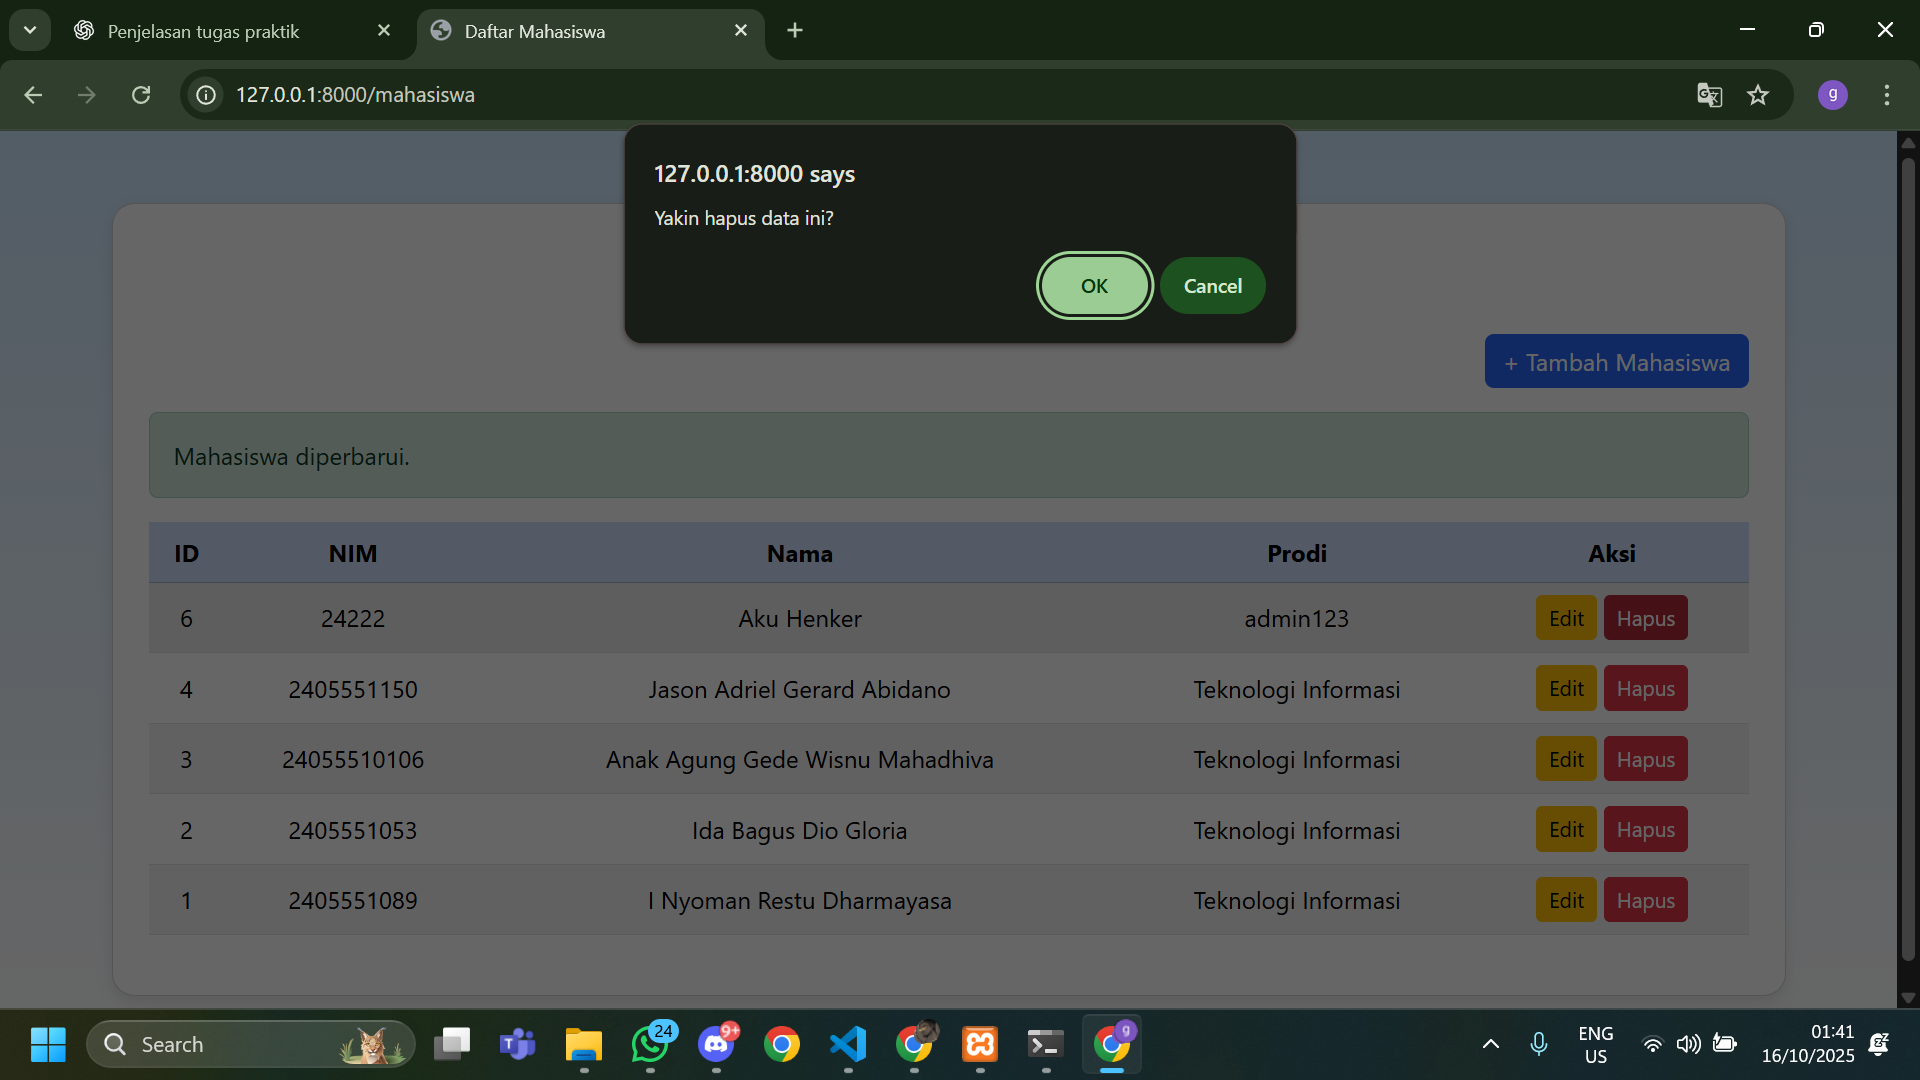 Penjelasan tugas praktik
Daftar Mahasiswa
127.0.0.1:8000/mahasiswa
g
127.0.0.1:8000 says
Yakin hapus data ini?
OK
Cancel
+ Tambah Mahasiswa
Mahasiswa diperbarui.
ID NIM Nama Prodi Aksi
6 24222 Aku Henker admin123 Edit Hapus
4 2405551150 Jason Adriel Gerard Abidano Teknologi Informasi Edit Hapus
3 24055510106 Anak Agung Gede Wisnu Mahadhiva Teknologi Informasi Edit Hapus
2 2405551053 Ida Bagus Dio Gloria Teknologi Informasi Edit Hapus
1 2405551089 I Nyoman Restu Dharmayasa Teknologi Informasi Edit Hapus
Search
24
9+
g
ENG
US
01:41
16/10/2025